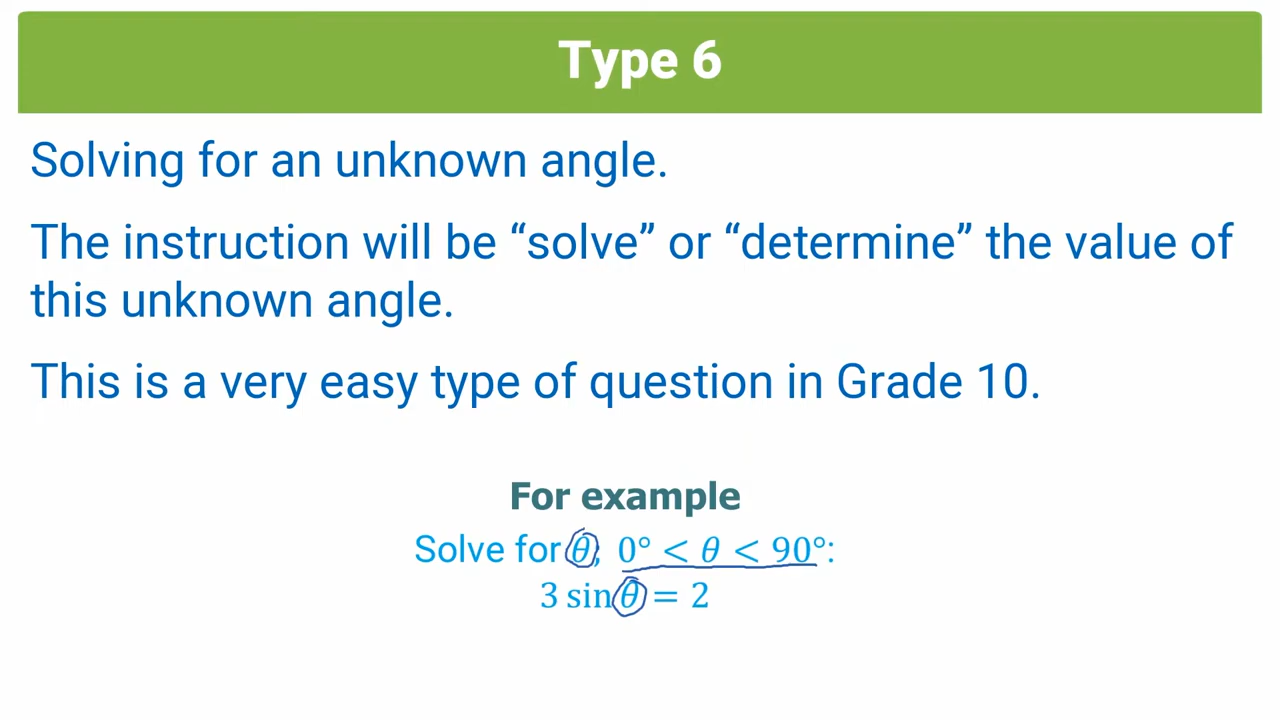 Type 6
Solving for an unknown angle.
The instruction will be “solve” or “determine” the value of
this unknown angle.
This is a very easy type of question in Grade 10.
For example
Solve for θ, 0° < θ < 90°:
3 sin θ = 2